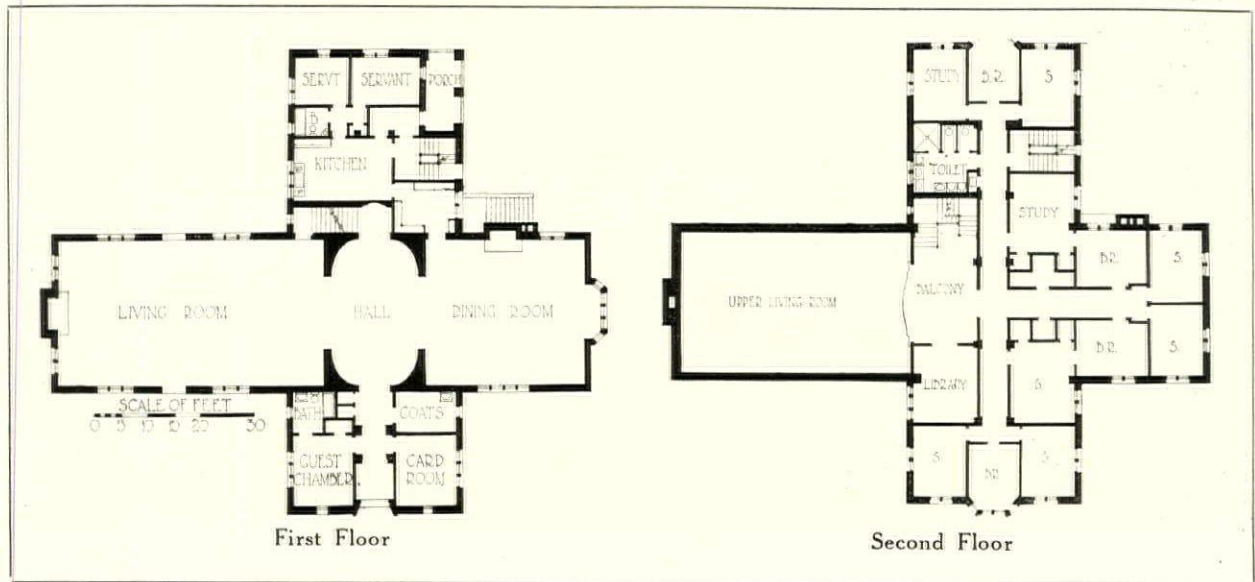 SERVT
SERVANT
PORCH
KITCHEN
LIVING ROOM
HALL
DINING ROOM
SCALE OF FEET
0 5 10 15 20 30
BATH
COATS
GUEST
CHAMBER
CARD
ROOM
First Floor
STUDY
D.R.
S
TOILET
STUDY
D.R.
S.
UPPER LIVING ROOM
BALCONY
D.R.
S.
LIBRARY
S.
S.
DR.
S.
Second Floor